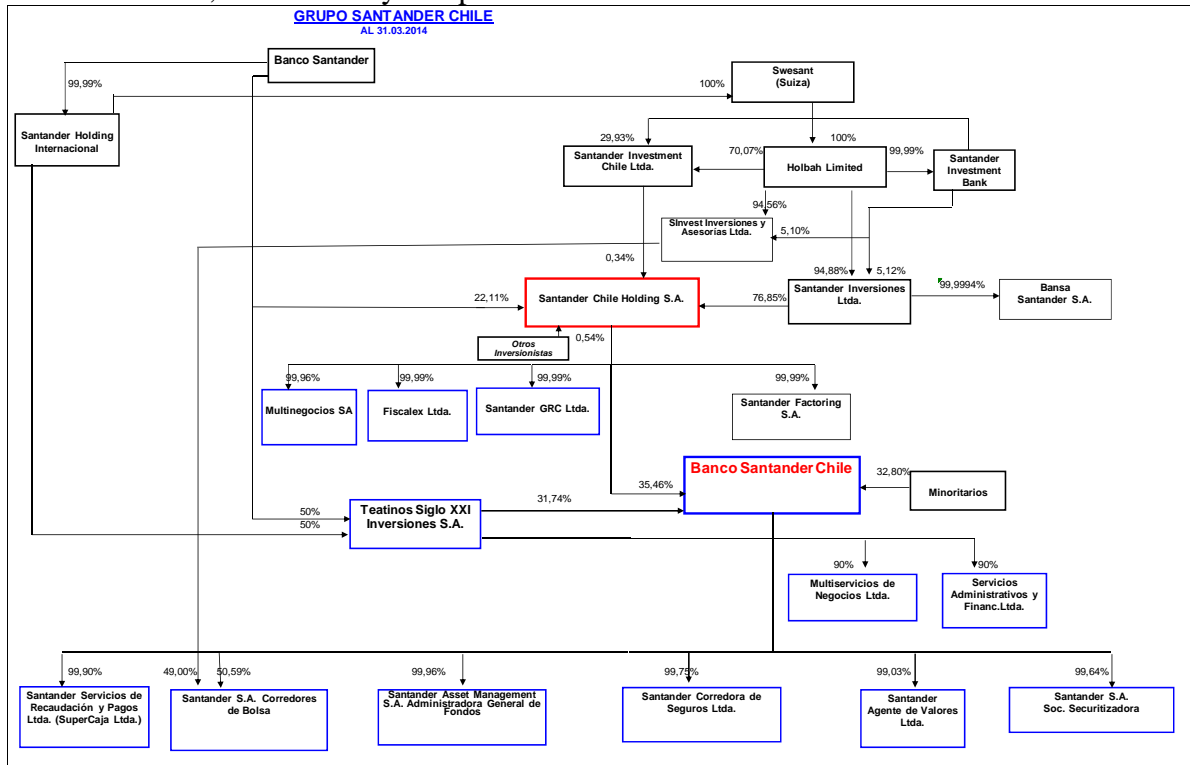 GRUPO SANTANDER CHILE
AL 31.03.2014
Banco Santander
Swesant
(Suiza)
99,99%
100%
Santander Holding
Internacional
29,93%
100%
Santander Investment
Chile Ltda.
70,07%
Holbah Limited
99,99%
Santander
Investment
Bank
94,56%
SInvest Inversiones y
Asesorías Ltda.
5,10%
0,34%
94,88%
5,12%
22,11%
Santander Chile Holding S.A.
76,85%
Santander Inversiones
Ltda.
99,9994%
Bansa
Santander S.A.
Otros
Inversionistas
0,54%
99,96%
99,99%
99,99%
99,99%
Multinegocios SA
Fiscalex Ltda.
Santander GRC Ltda.
Santander Factoring
S.A.
Banco Santander Chile
35,46%
32,80%
Minoritarios
31,74%
50%
50%
Teatinos Siglo XXI
Inversiones S.A.
90%
90%
Multiservicios de
Negocios Ltda.
Servicios
Administrativos y
Financ.Ltda.
99,90%
49,00%
50,59%
99,96%
99,75%
99,03%
99,64%
Santander Servicios de
Recaudación y Pagos
Ltda. (SuperCaja Ltda.)
Santander S.A. Corredores
de Bolsa
Santander Asset Management
S.A. Administradora General de
Fondos
Santander Corredora de
Seguros Ltda.
Santander
Agente de Valores
Ltda.
Santander S.A.
Soc. Securitizadora